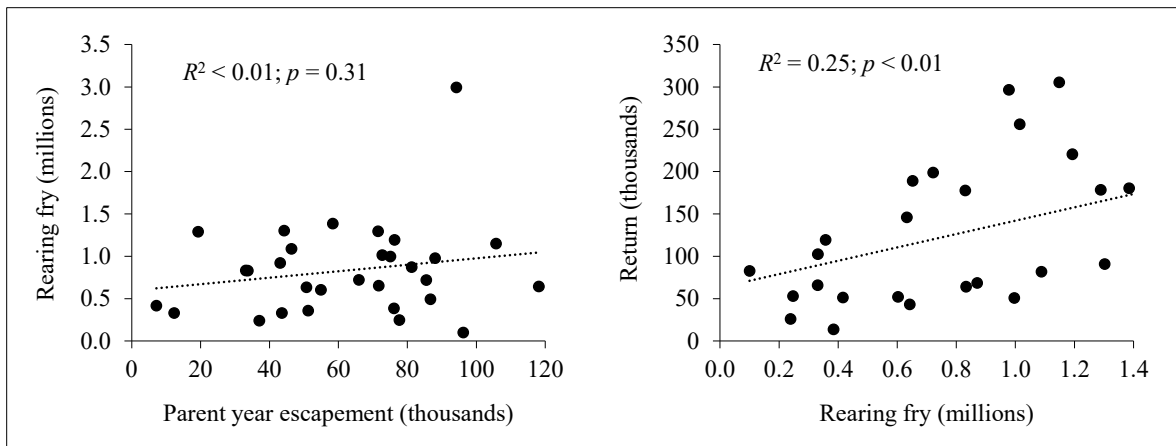 R² < 0.01; p = 0.31
Rearing fry (millions)
3.5
3.0
2.5
2.0
1.5
1.0
0.5
0.0
0 20 40 60 80 100 120
Parent year escapement (thousands)
R² = 0.25; p < 0.01
Return (thousands)
350
300
250
200
150
100
50
0
0.0 0.2 0.4 0.6 0.8 1.0 1.2 1.4
Rearing fry (millions)